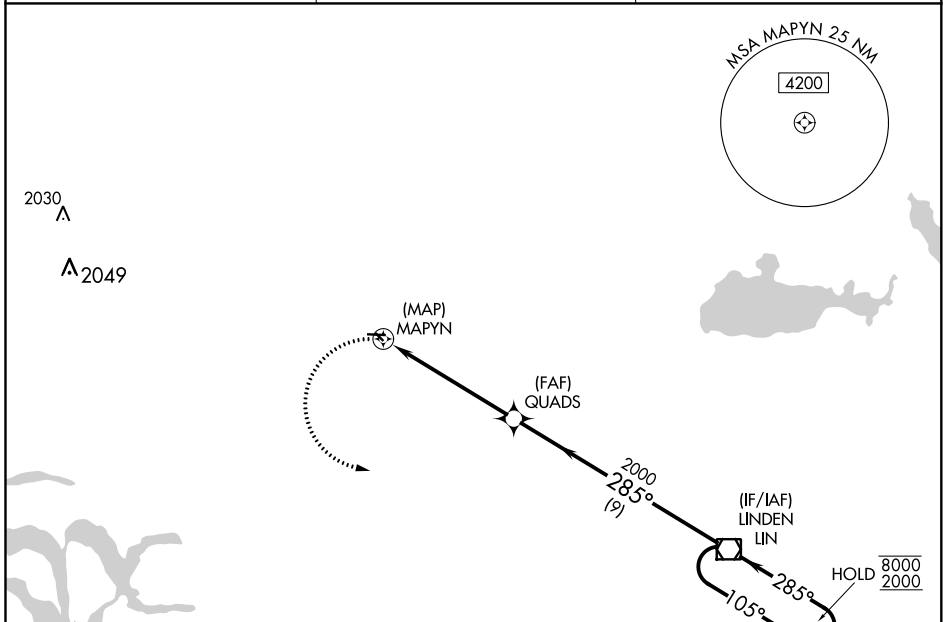 MSA MAPYN 25 NM
4200
2030
2049
(MAP)
MAPYN
(FAF)
QUADS
2000
285°
(9)
(IF/IAF)
LINDEN
LIN
HOLD
8000
2000
285°
105°